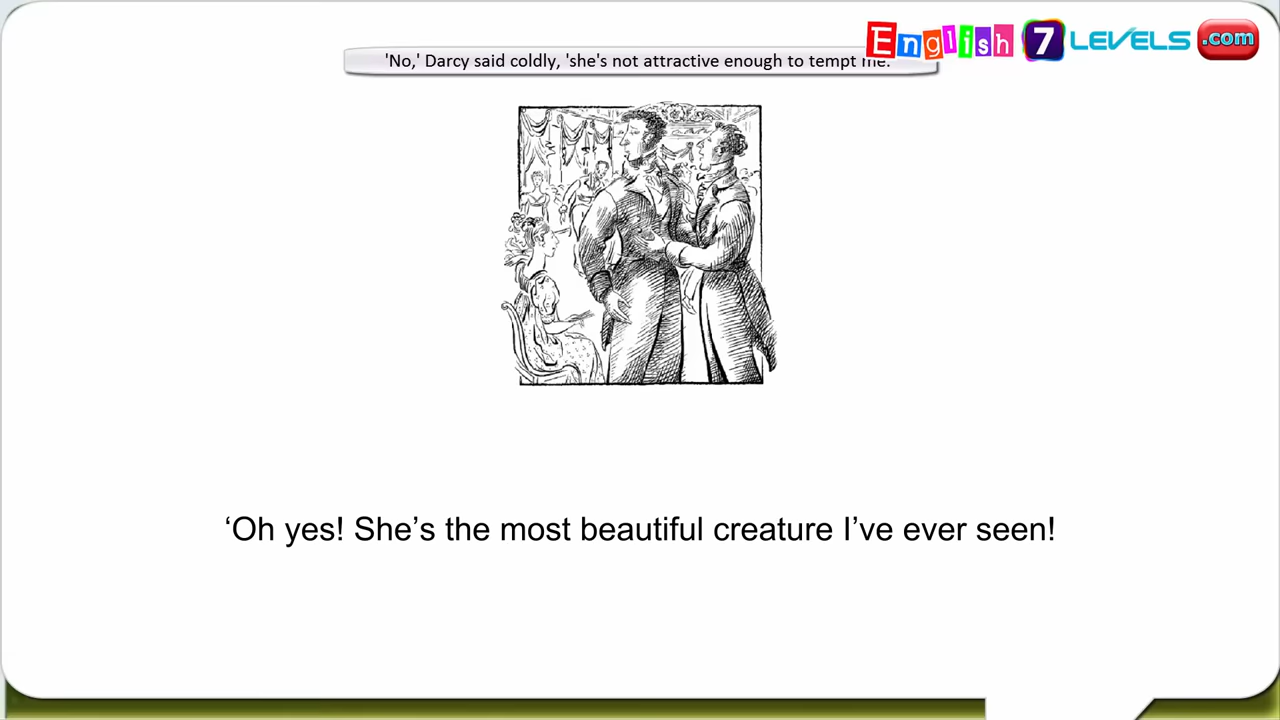 English 7 LEVELS .com
'No,' Darcy said coldly, 'she's not attractive enough to tempt me.'
‘Oh yes! She’s the most beautiful creature I’ve ever seen!